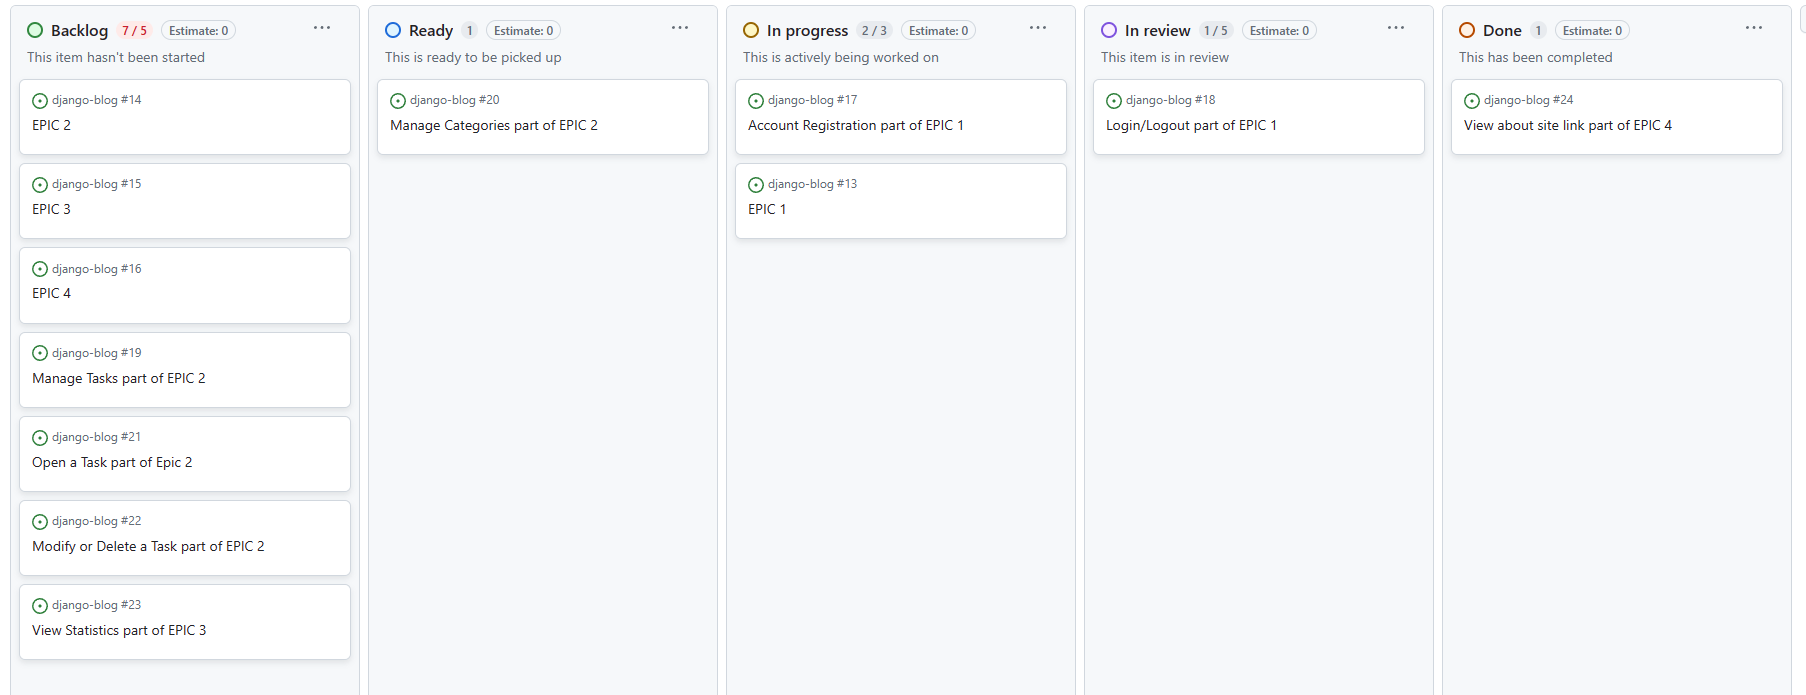 Backlog 7 / 5 Estimate: 0
This item hasn't been started
django-blog #14
EPIC 2
django-blog #15
EPIC 3
django-blog #16
EPIC 4
django-blog #19
Manage Tasks part of EPIC 2
django-blog #21
Open a Task part of Epic 2
django-blog #22
Modify or Delete a Task part of EPIC 2
django-blog #23
View Statistics part of EPIC 3
Ready 1 Estimate: 0
This is ready to be picked up
django-blog #20
Manage Categories part of EPIC 2
In progress 2 / 3 Estimate: 0
This is actively being worked on
django-blog #17
Account Registration part of EPIC 1
django-blog #13
EPIC 1
In review 1 / 5 Estimate: 0
This item is in review
django-blog #18
Login/Logout part of EPIC 1
Done 1 Estimate: 0
This has been completed
django-blog #24
View about site link part of EPIC 4